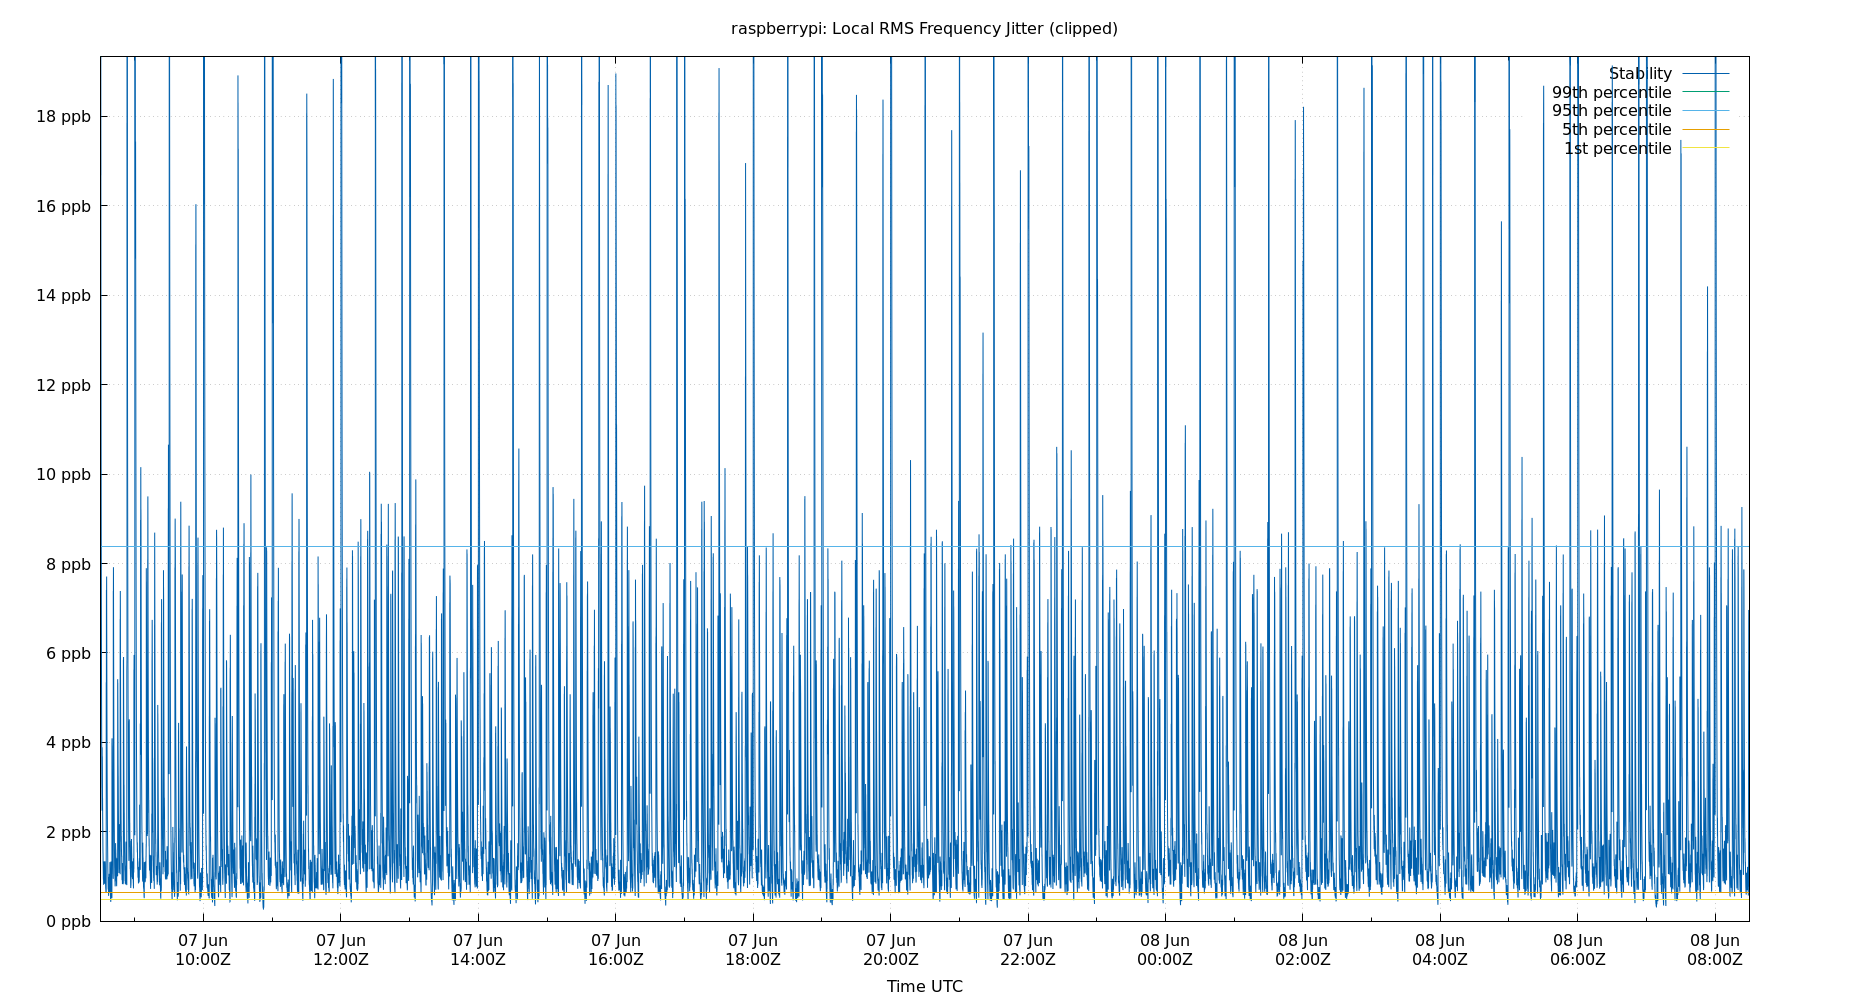 raspberrypi: Local RMS Frequency Jitter (clipped)
Stability
99th percentile
95th percentile
5th percentile
1st percentile
18 ppb
16 ppb
14 ppb
12 ppb
10 ppb
8 ppb
6 ppb
4 ppb
2 ppb
0 ppb
07 Jun 07 Jun 07 Jun 07 Jun 07 Jun 07 Jun 07 Jun 08 Jun 08 Jun 08 Jun 08 Jun 08 Jun
10:00Z 12:00Z 14:00Z 16:00Z 18:00Z 20:00Z 22:00Z 00:00Z 02:00Z 04:00Z 06:00Z 08:00Z
Time UTC